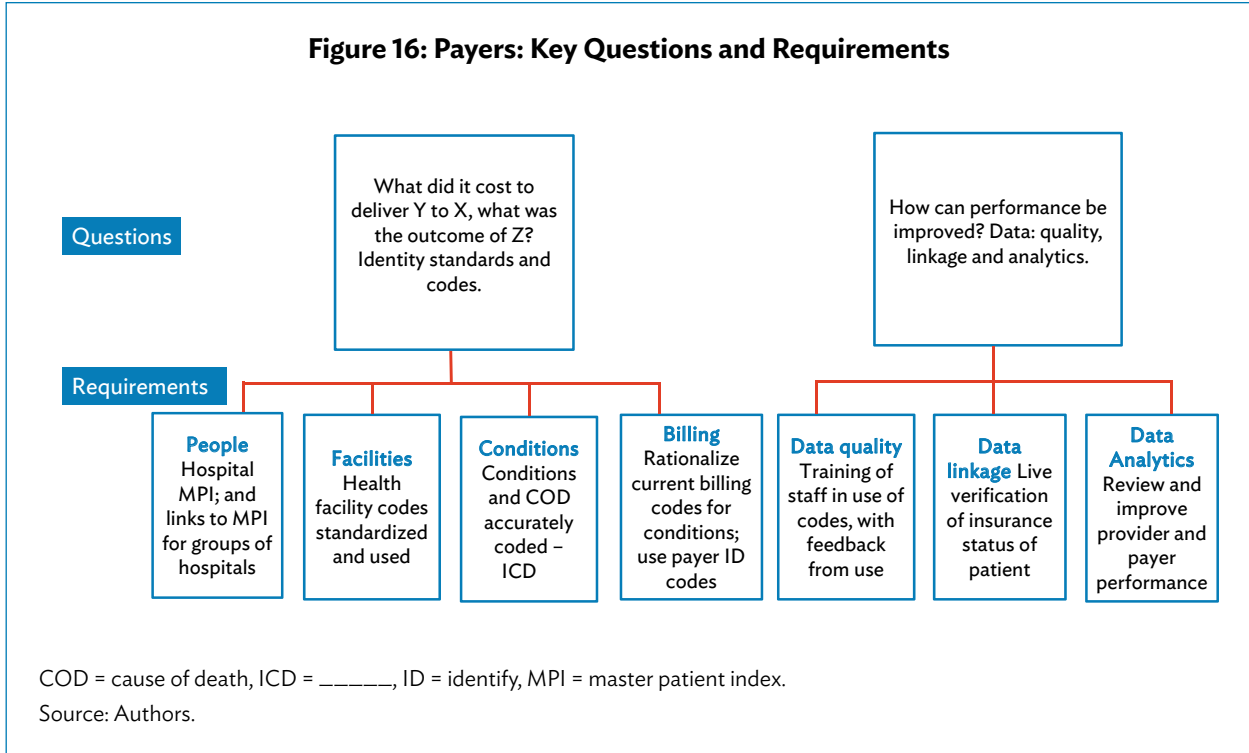 Figure 16: Payers: Key Questions and Requirements
Questions
What did it cost to
deliver Y to X, what was
the outcome of Z?
Identity standards and
codes.
How can performance be
improved? Data: quality,
linkage and analytics.
Requirements
People
Hospital
MPI; and
links to MPI
for groups of
hospitals
Facilities
Health
facility codes
standardized
and used
Conditions
Conditions
and COD
accurately
coded –
ICD
Billing
Rationalize
current billing
codes for
conditions;
use payer ID
codes
Data quality
Training of
staff in use of
codes, with
feedback
from use
Data
linkage Live
verification
of insurance
status of
patient
Data
Analytics
Review and
improve
provider and
payer
performance
COD = cause of death, ICD = _____, ID = identify, MPI = master patient index.
Source: Authors.